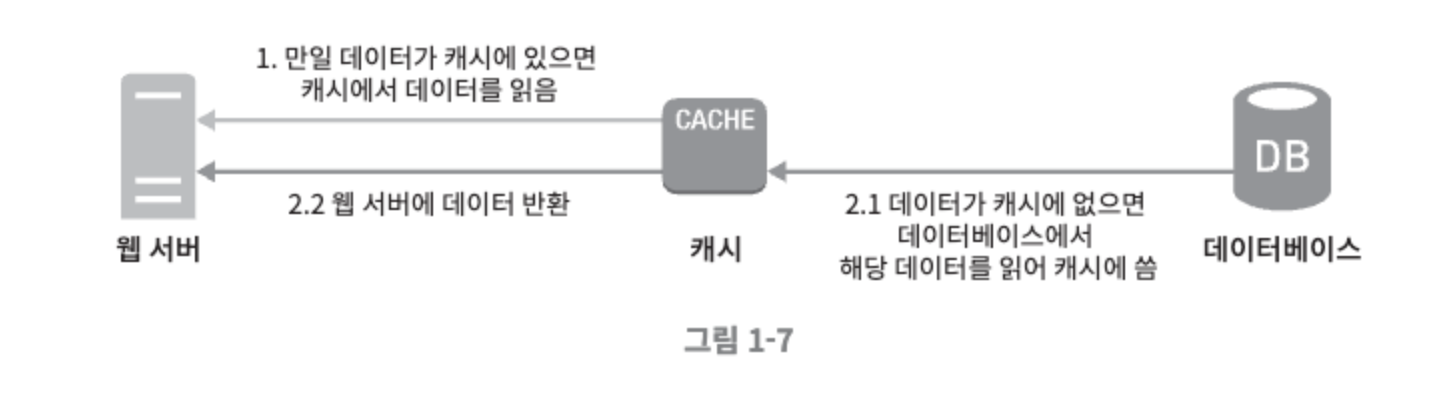 1. 만일 데이터가 캐시에 있으면
캐시에서 데이터를 읽음
CACHE
DB
2.2 웹 서버에 데이터 반환
2.1 데이터가 캐시에 없으면
데이터베이스에서
해당 데이터를 읽어 캐시에 씀
웹 서버
캐시
데이터베이스
그림 1-7